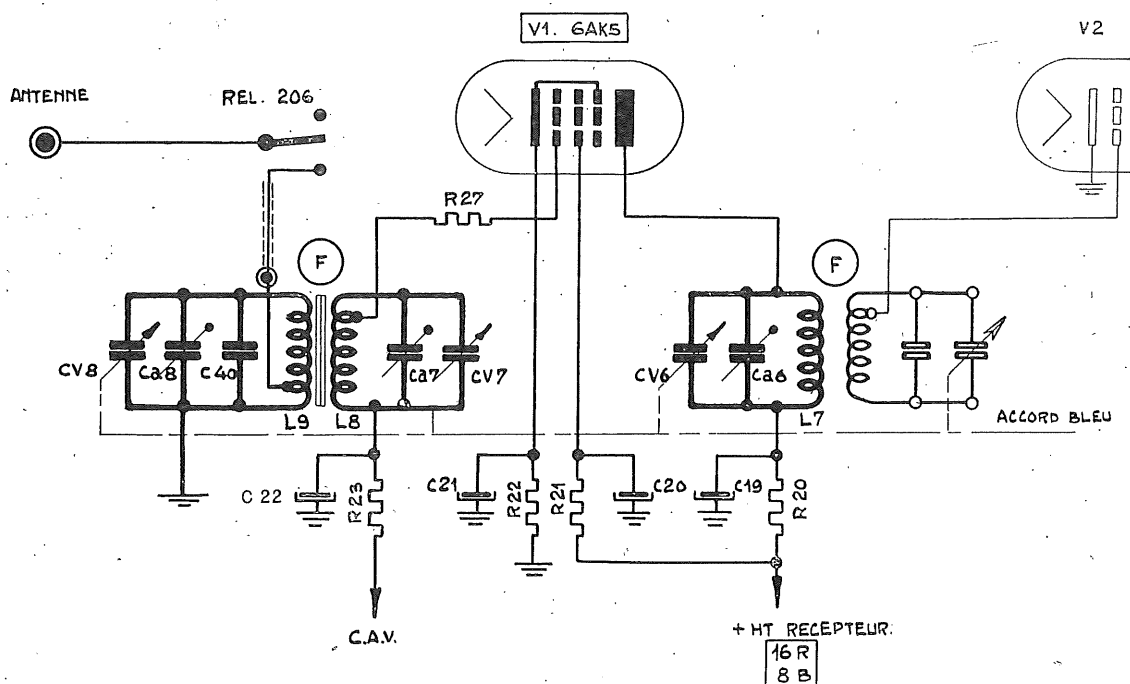 V1. 6AK5
V2
ANTENNE
REL. 206
R27
F
F
CV8
Ca8
C40
L9
L8
Ca7
CV7
CV6
Ca6
L7
ACCORD BLEU
C22
R23
C21
R22
R21
C20
C19
R20
C.A.V.
+ HT RECEPTEUR.
16 R
8 B